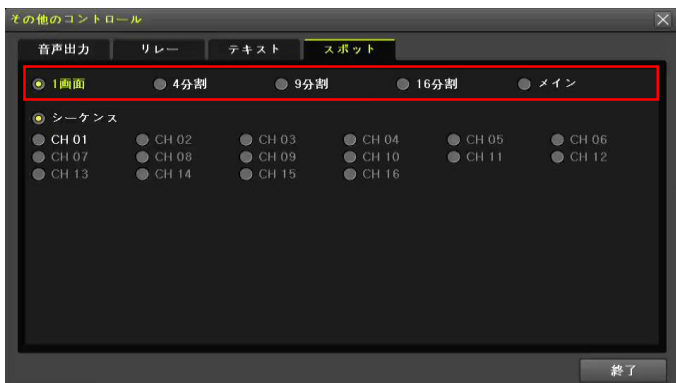 その他のコントロール
音声出力 リレー テキスト スポット
1画面 4分割 9分割 16分割 メイン
シーケンス
CH 01 CH 02 CH 03 CH 04 CH 05 CH 06
CH 07 CH 08 CH 09 CH 10 CH 11 CH 12
CH 13 CH 14 CH 15 CH 16
終了